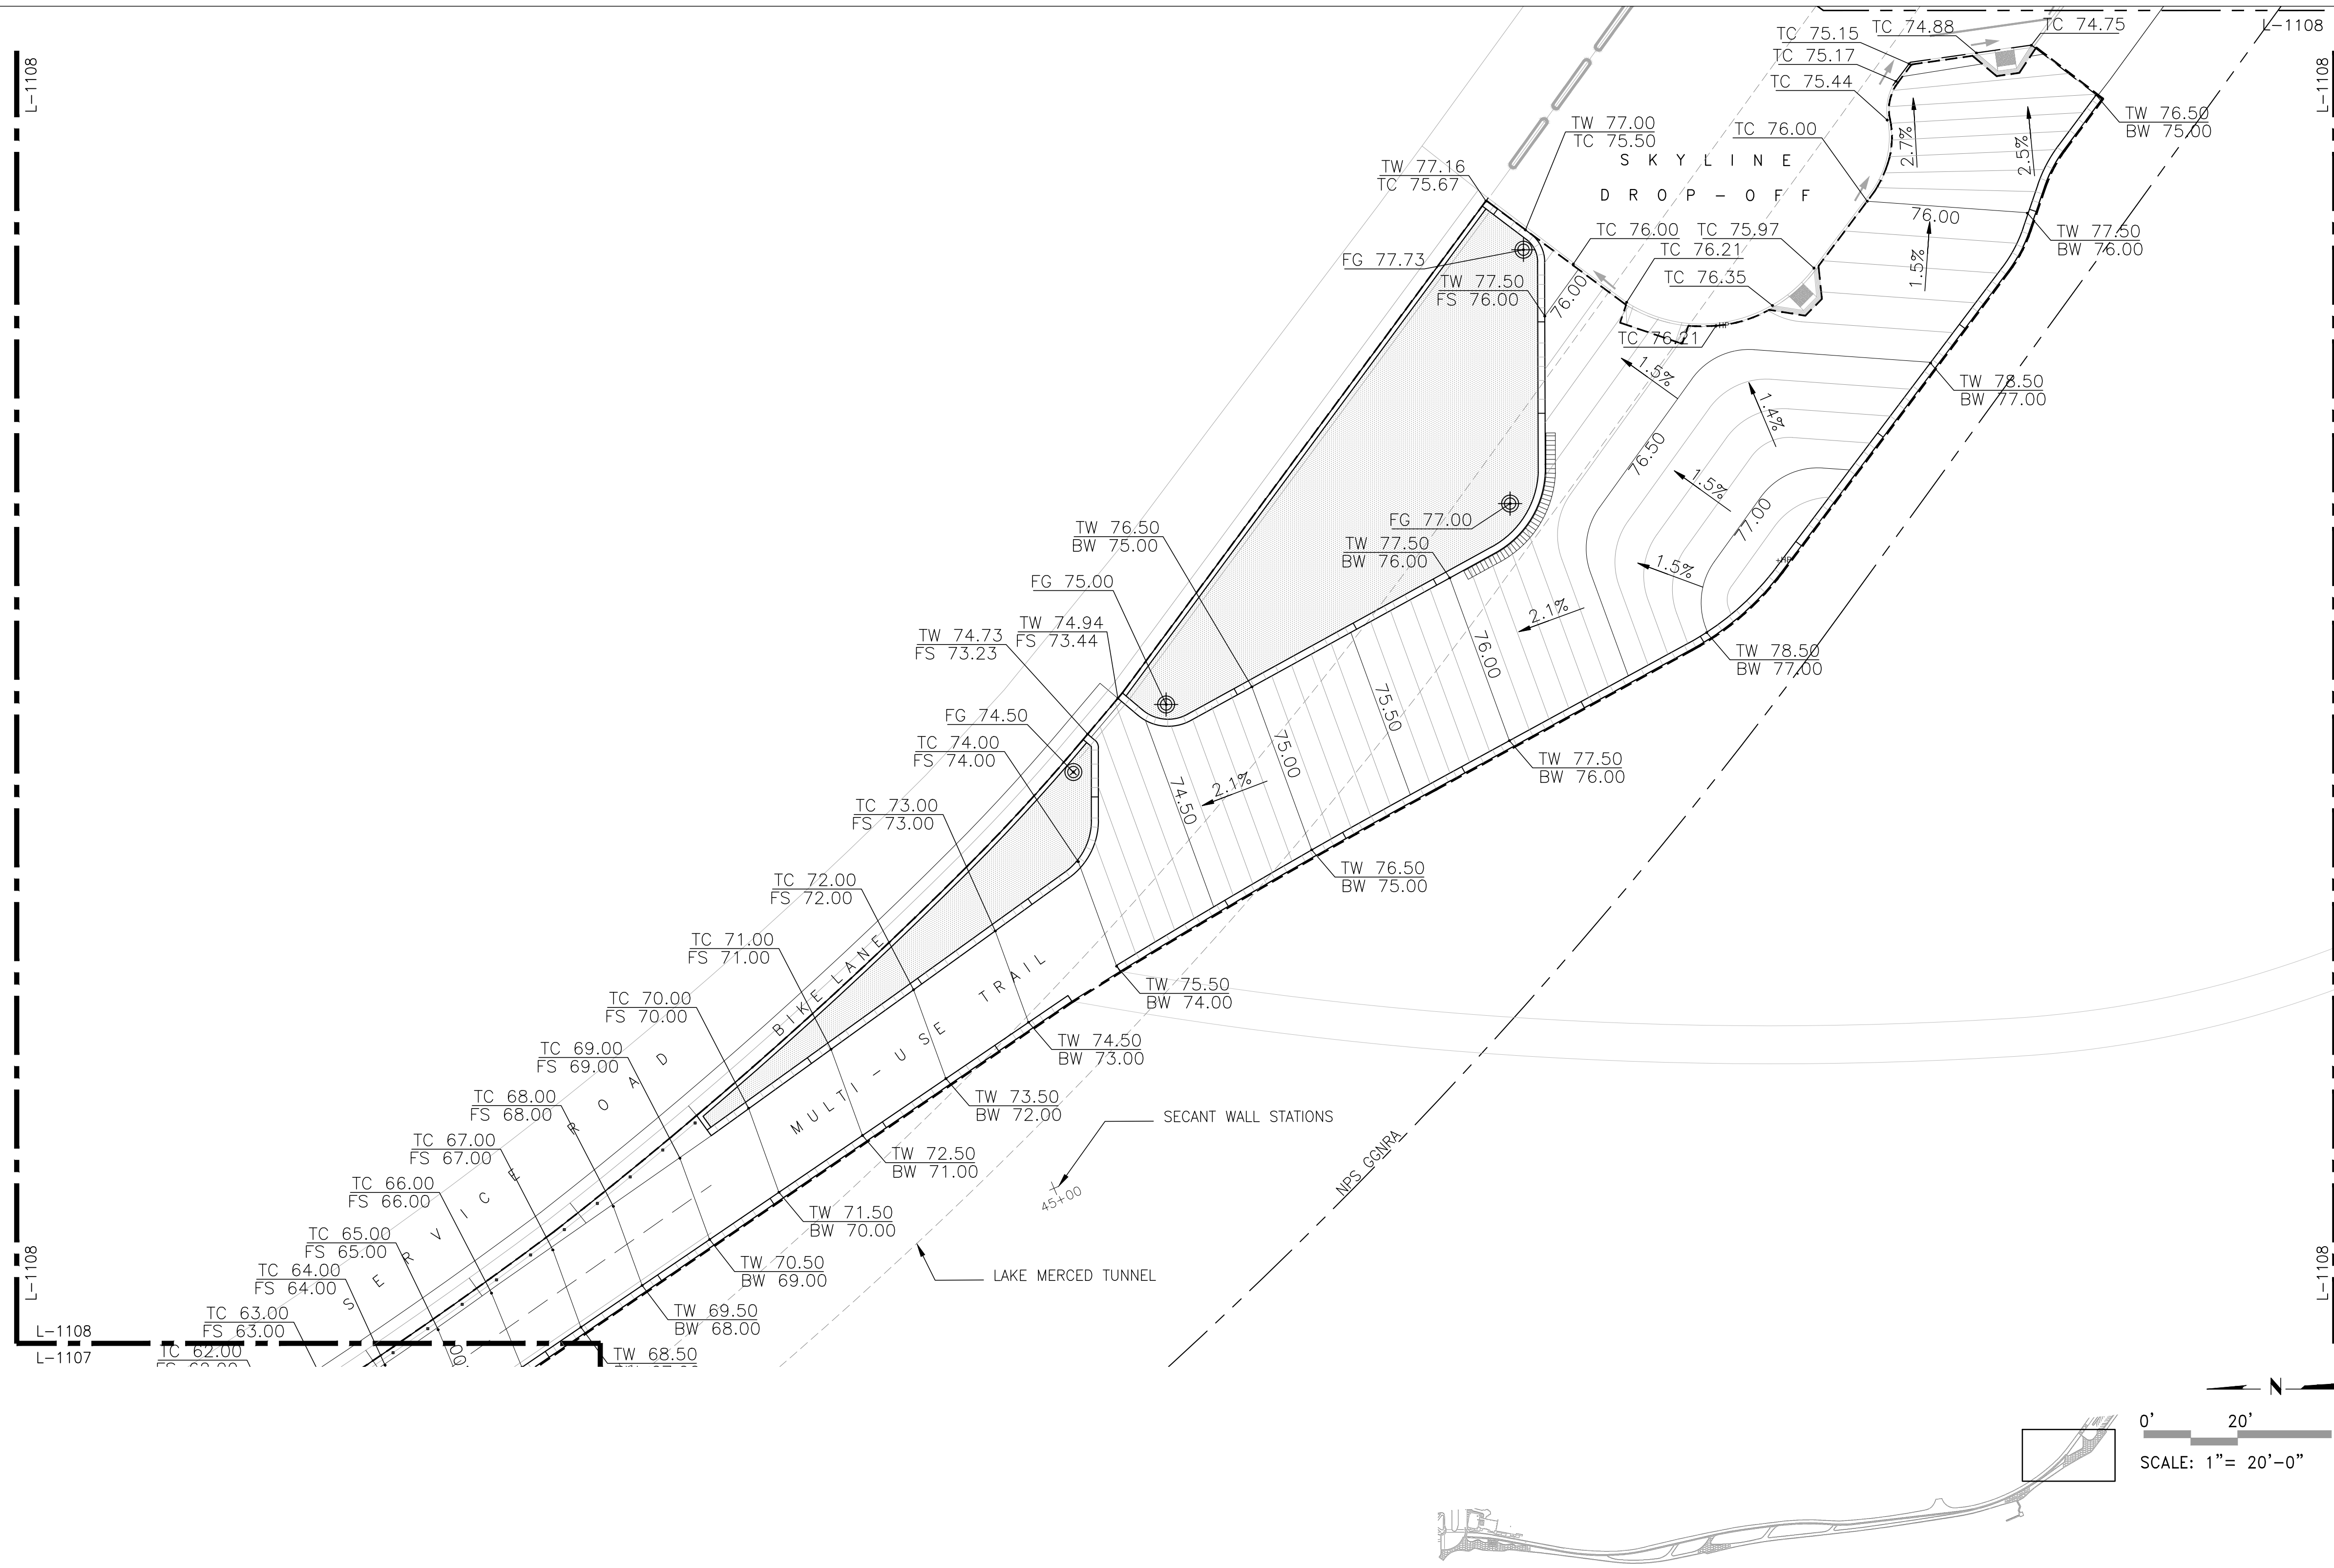 L-1108
TC 75.15
TC 74.88
TC 74.75
L-1108
L-1108
TC 75.17
TC 75.44
TW 77.00
TC 75.50
TC 76.00
TW 76.50
BW 75.00
2.7%
2.5%
SKYLINE
DROP-OFF
TW 77.16
TC 75.67
76.00
TC 76.00
TC 75.97
TC 76.21
TW 77.50
BW 76.00
1.5%
FG 77.73
TW 77.50
FS 76.00
76.00
TC 76.35
HP
TC 76.21
1.5%
TW 78.50
BW 77.00
1.4%
76.50
1.5%
77.00
FG 77.00
TW 76.50
BW 75.00
TW 77.50
BW 76.00
+HP
1.5%
FG 75.00
2.1%
TW 74.94
FS 73.44
TW 74.73
FS 73.23
76.00
TW 78.50
BW 77.00
FG 74.50
75.50
TC 74.00
FS 74.00
75.00
TW 77.50
BW 76.00
2.1%
74.50
TC 73.00
FS 73.00
TW 76.50
BW 75.00
TC 72.00
FS 72.00
TC 71.00
FS 71.00
BIKE LANE
TW 75.50
BW 74.00
TC 70.00
FS 70.00
MULTI-USE TRAIL
TW 74.50
BW 73.00
TC 69.00
FS 69.00
SERVICE ROAD
TW 73.50
BW 72.00
SECANT WALL STATIONS
TC 68.00
FS 68.00
TC 67.00
FS 67.00
TW 72.50
BW 71.00
NPS GGNRA
45+00
TC 66.00
FS 66.00
TW 71.50
BW 70.00
TC 65.00
FS 65.00
TW 70.50
BW 69.00
LAKE MERCED TUNNEL
L-1108
L-1108
TC 64.00
FS 64.00
TC 63.00
FS 63.00
TW 69.50
BW 68.00
L-1108
L-1107
TC 62.00
TW 68.50
N
0' 20'
SCALE: 1"= 20'-0"